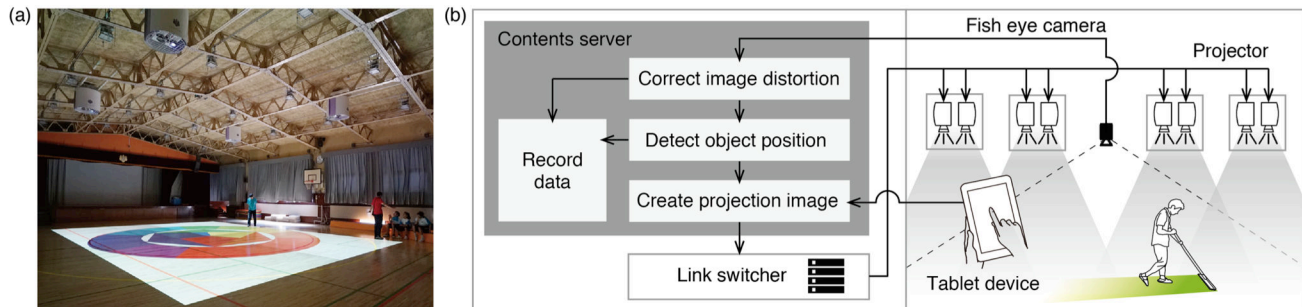 (a)
(b)
Contents server
Fish eye camera
Projector
Correct image distortion
Detect object position
Record
data
Create projection image
Link switcher
Tablet device